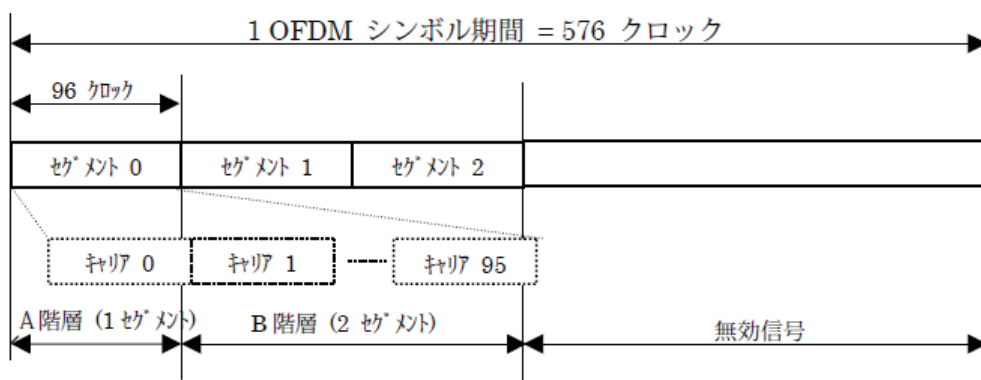 1 OFDM シンボル期間 = 576 クロック
96 ｸﾛｯｸ
ｾｸﾞﾒﾝﾄ 0
ｾｸﾞﾒﾝﾄ 1
ｾｸﾞﾒﾝﾄ 2
ｷｬﾘｱ 0
ｷｬﾘｱ 1
ｷｬﾘｱ 95
A 階層 (1 ｾｸﾞﾒﾝﾄ)
B 階層 (2 ｾｸﾞﾒﾝﾄ)
無効信号